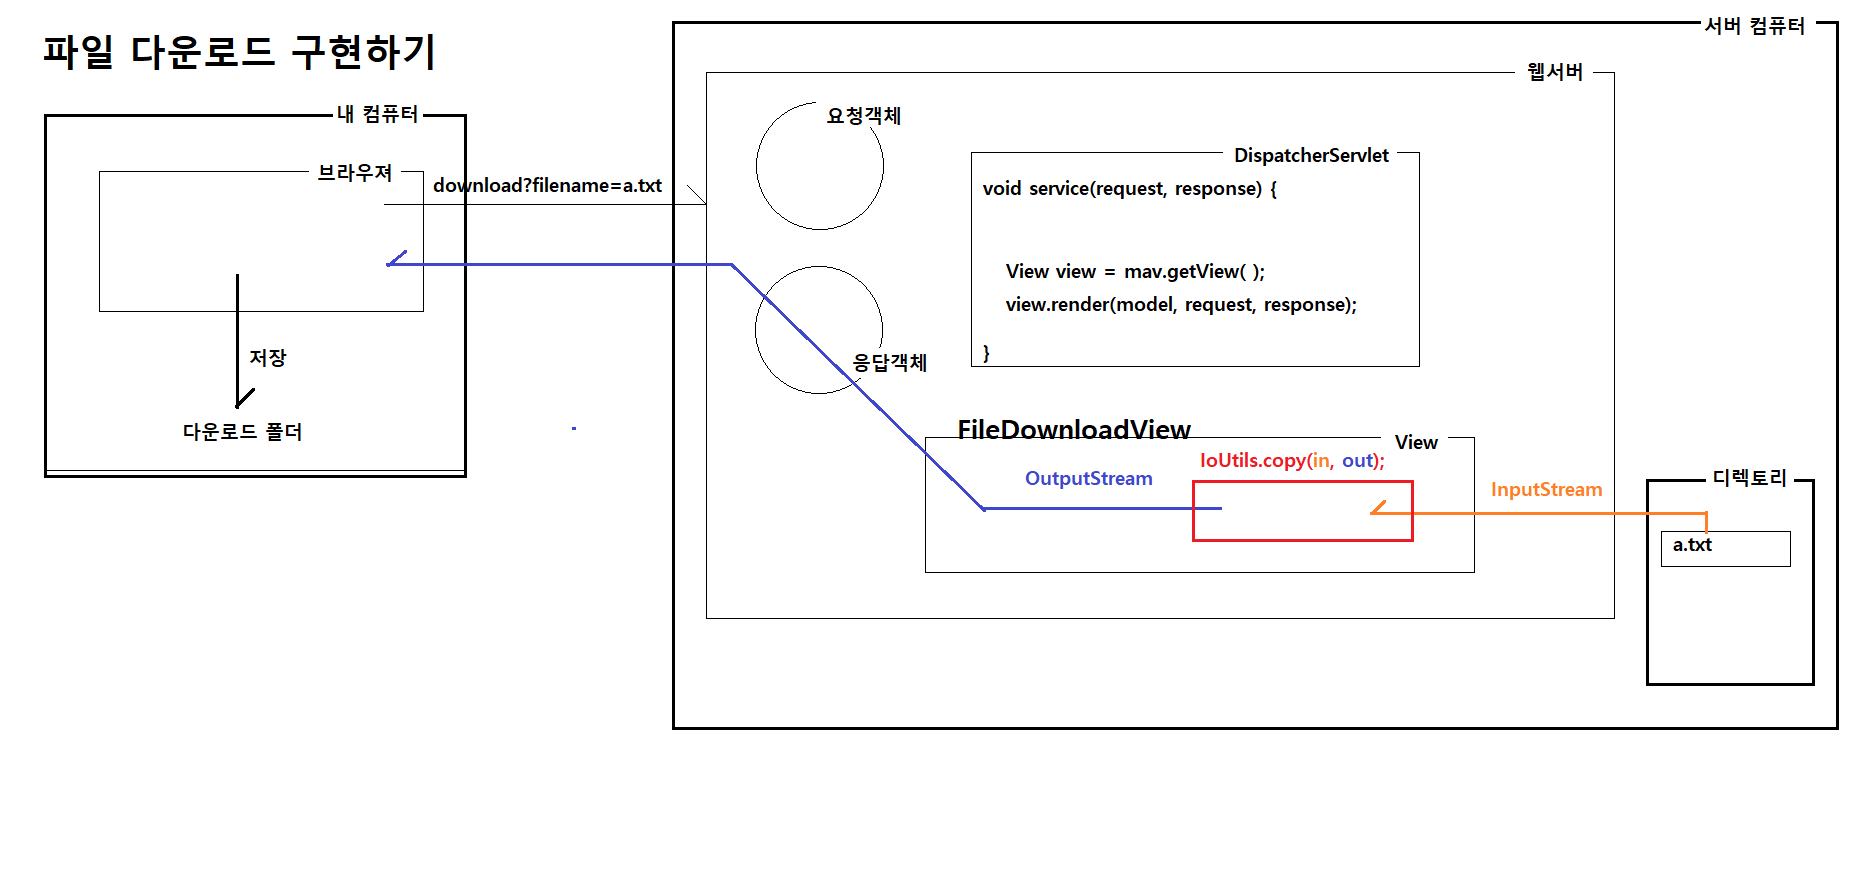 파일 다운로드 구현하기
내 컴퓨터
브라우져
download?filename=a.txt
저장
다운로드 폴더
서버 컴퓨터
웹서버
요청객체
응답객체
DispatcherServlet
void service(request, response) {
View view = mav.getView( );
view.render(model, request, response);
}
FileDownloadView
View
IoUtils.copy(in, out);
OutputStream
InputStream
디렉토리
a.txt